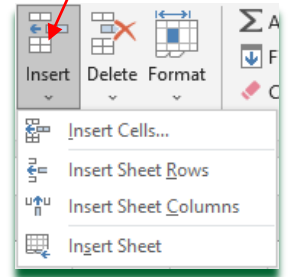 Insert Delete Format
Σ A
F
C
Insert Cells...
Insert Sheet Rows
Insert Sheet Columns
Insert Sheet